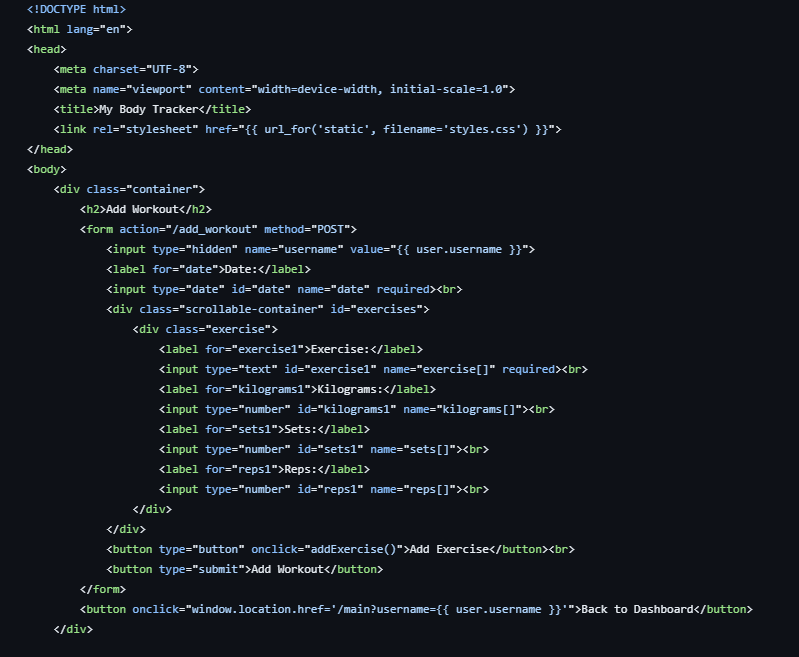 <!DOCTYPE html>
<html lang="en">
<head>
    <meta charset="UTF-8">
    <meta name="viewport" content="width=device-width, initial-scale=1.0">
    <title>My Body Tracker</title>
    <link rel="stylesheet" href="{{ url_for('static', filename='styles.css') }}">
</head>
<body>
    <div class="container">
        <h2>Add Workout</h2>
        <form action="/add_workout" method="POST">
            <input type="hidden" name="username" value="{{ user.username }}">
            <label for="date">Date:</label>
            <input type="date" id="date" name="date" required><br>
            <div class="scrollable-container" id="exercises">
                <div class="exercise">
                    <label for="exercise1">Exercise:</label>
                    <input type="text" id="exercise1" name="exercise[]" required><br>
                    <label for="kilograms1">Kilograms:</label>
                    <input type="number" id="kilograms1" name="kilograms[]"><br>
                    <label for="sets1">Sets:</label>
                    <input type="number" id="sets1" name="sets[]"><br>
                    <label for="reps1">Reps:</label>
                    <input type="number" id="reps1" name="reps[]"><br>
                </div>
            </div>
            <button type="button" onclick="addExercise()">Add Exercise</button><br>
            <button type="submit">Add Workout</button>
        </form>
        <button onclick="window.location.href='/main?username={{ user.username }}'">Back to Dashboard</button>
    </div>